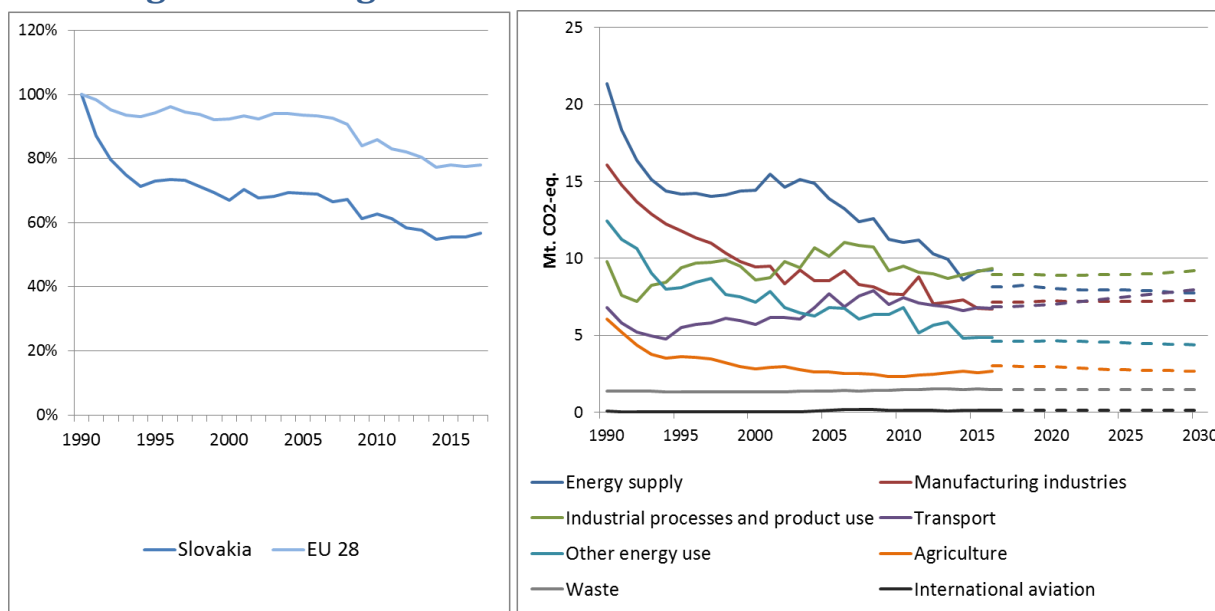 120%
100%
80%
60%
40%
20%
0%
1990 1995 2000 2005 2010 2015
Slovakia EU 28
Mt. CO2-eq.
25
20
15
10
5
0
1990 1995 2000 2005 2010 2015 2020 2025 2030
Energy supply Manufacturing industries
Industrial processes and product use Transport
Other energy use Agriculture
Waste International aviation